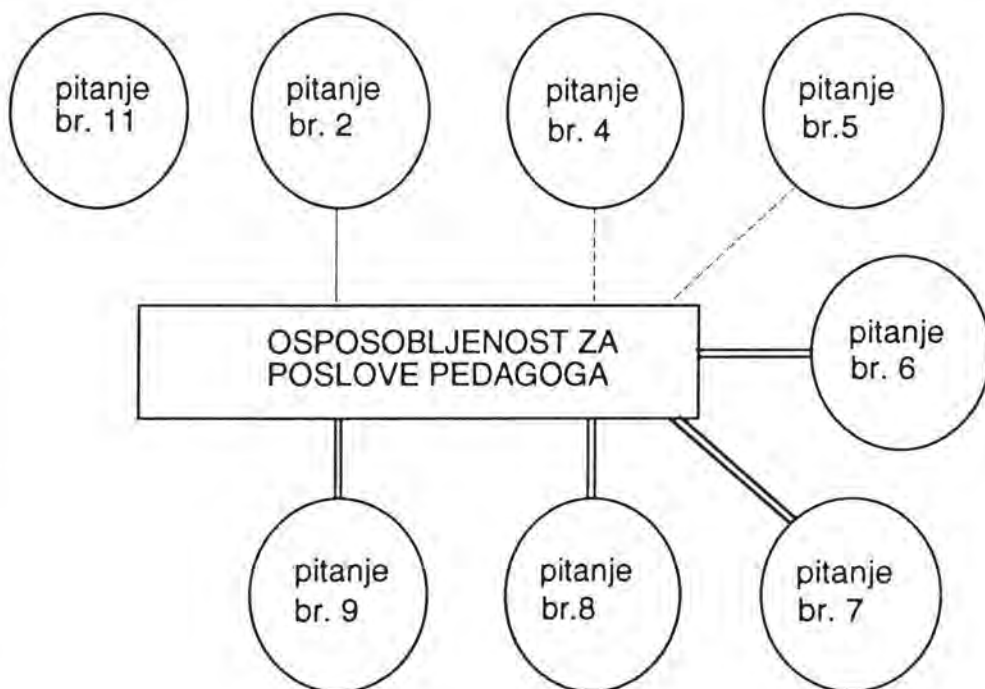 pitanje
br. 11
pitanje
br. 2
pitanje
br. 4
pitanje
br.5
OSPOSOBLJENOST ZA
POSLOVE PEDAGOGA
pitanje
br. 6
pitanje
br. 9
pitanje
br.8
pitanje
br. 7